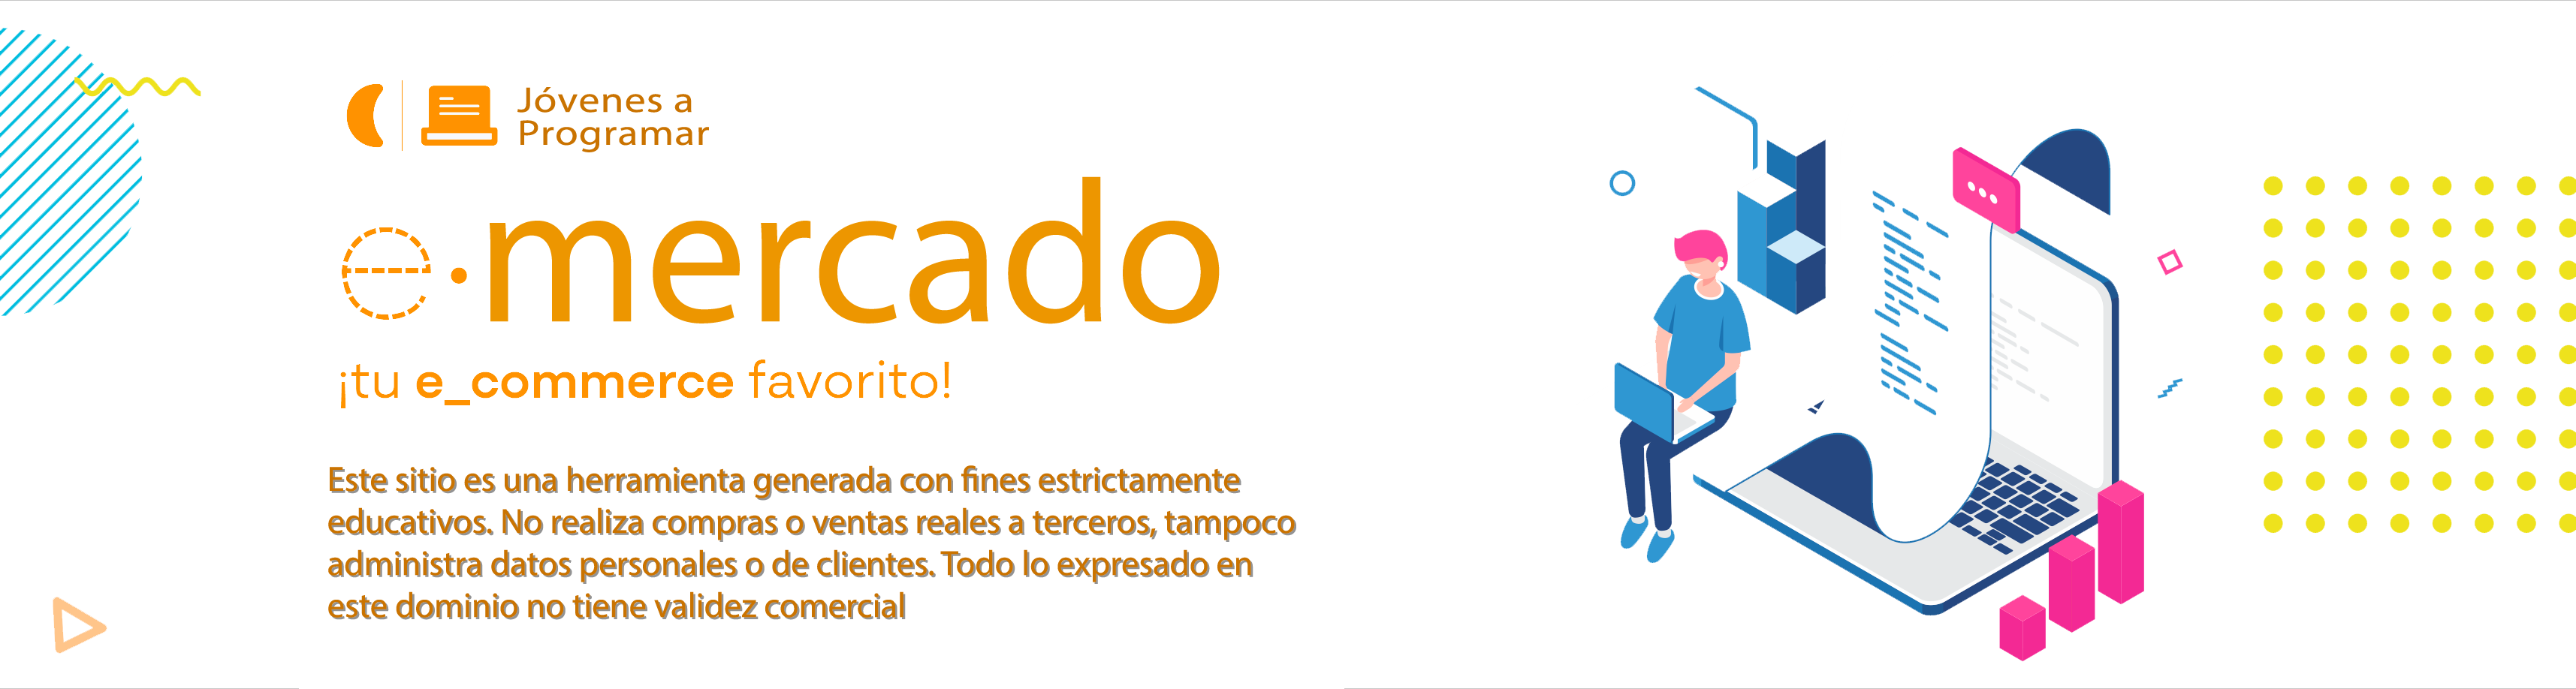 Jóvenes a
Programar
e·mercado
¡tu e_commerce favorito!
Este sitio es una herramienta generada con fines estrictamente
educativos. No realiza compras o ventas reales a terceros, tampoco
administra datos personales o de clientes. Todo lo expresado en
este dominio no tiene validez comercial